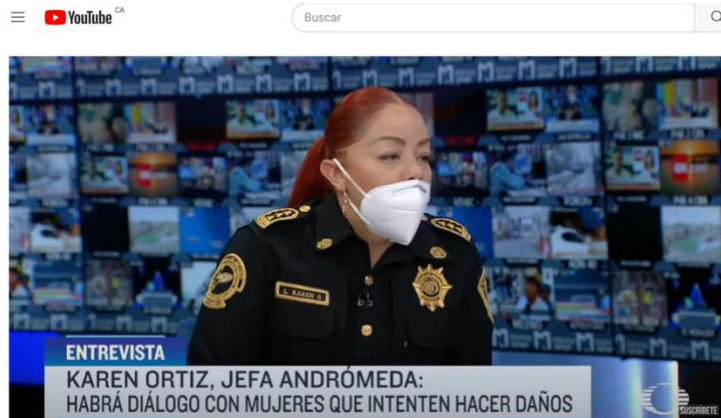 YouTube CA
Buscar
L. KAREN O.
ENTREVISTA
KAREN ORTIZ, JEFA ANDRÓMEDA:
HABRÁ DIÁLOGO CON MUJERES QUE INTENTEN HACER DAÑOS
SUSCRÍBETE